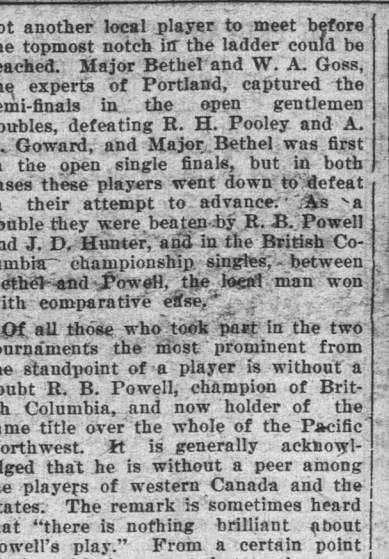 ot another local player to meet before
he topmost notch in the ladder could be
eached. Major Bethel and W. A. Goss,
he experts of Portland, captured the
emi-finals in the open gentlemen
oubles, defeating R. H. Pooley and A.
. Goward, and Major Bethel was first
n the open single finals, but in both
ases these players went down to defeat
n their attempt to advance. As a
ouble they were beaten by R. B. Powell
nd J. D. Hunter, and in the British Co-
umbia championship singles, between
ethel and Powell, the local man won
ith comparative ease.
Of all those who took part in the two
ournaments the most prominent from
he standpoint of a player is without a
oubt R. B. Powell, champion of Brit-
h Columbia, and now holder of the
ame title over the whole of the Pacific
orthwest. It is generally acknowl-
dged that he is without a peer among
he players of western Canada and the
tates. The remark is sometimes heard
hat "there is nothing brilliant about
owell's play." From a certain point